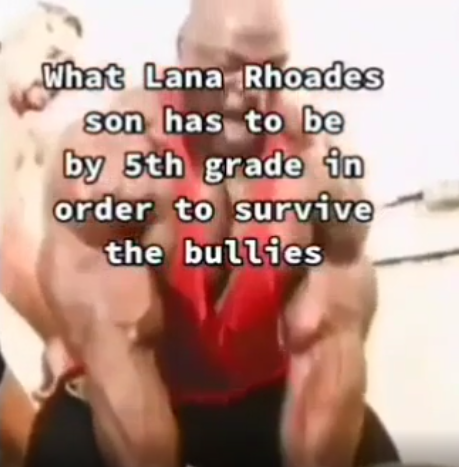 What Lana Rhoades
son has to be
by 5th grade in
order to survive
the bullies